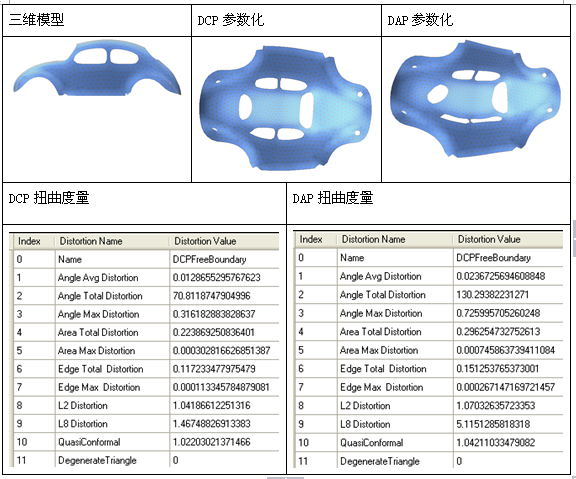 三维模型 DCP 参数化 DAP 参数化
DCP 扭曲度量 DAP 扭曲度量
Index Distortion Name Distortion Value
0 Name DCPFreeBoundary
1 Angle Avg Distortion 0.0128655295767623
2 Angle Total Distortion 70.8118747904996
3 Angle Max Distortion 0.316182883828637
4 Area Total Distortion 0.223869250836401
5 Area Max Distortion 0.000302816626851387
6 Edge Total Distortion 0.117233477975479
7 Edge Max Distortion 0.000113345784879081
8 L2 Distortion 1.04186612251316
9 L8 Distortion 1.46748826913383
10 QuasiConformal 1.02203021371466
11 DegenerateTriangle 0
Index Distortion Name Distortion Value
0 Name DCPFreeBoundary
1 Angle Avg Distortion 0.0236725694608848
2 Angle Total Distortion 130.29382231271
3 Angle Max Distortion 0.725995705260248
4 Area Total Distortion 0.296254732752613
5 Area Max Distortion 0.000745863739411084
6 Edge Total Distortion 0.151253765373031
7 Edge Max Distortion 0.000267147169721457
8 L2 Distortion 1.07032635723353
9 L8 Distortion 5.1151285818318
10 QuasiConformal 1.04211033479082
11 DegenerateTriangle 0